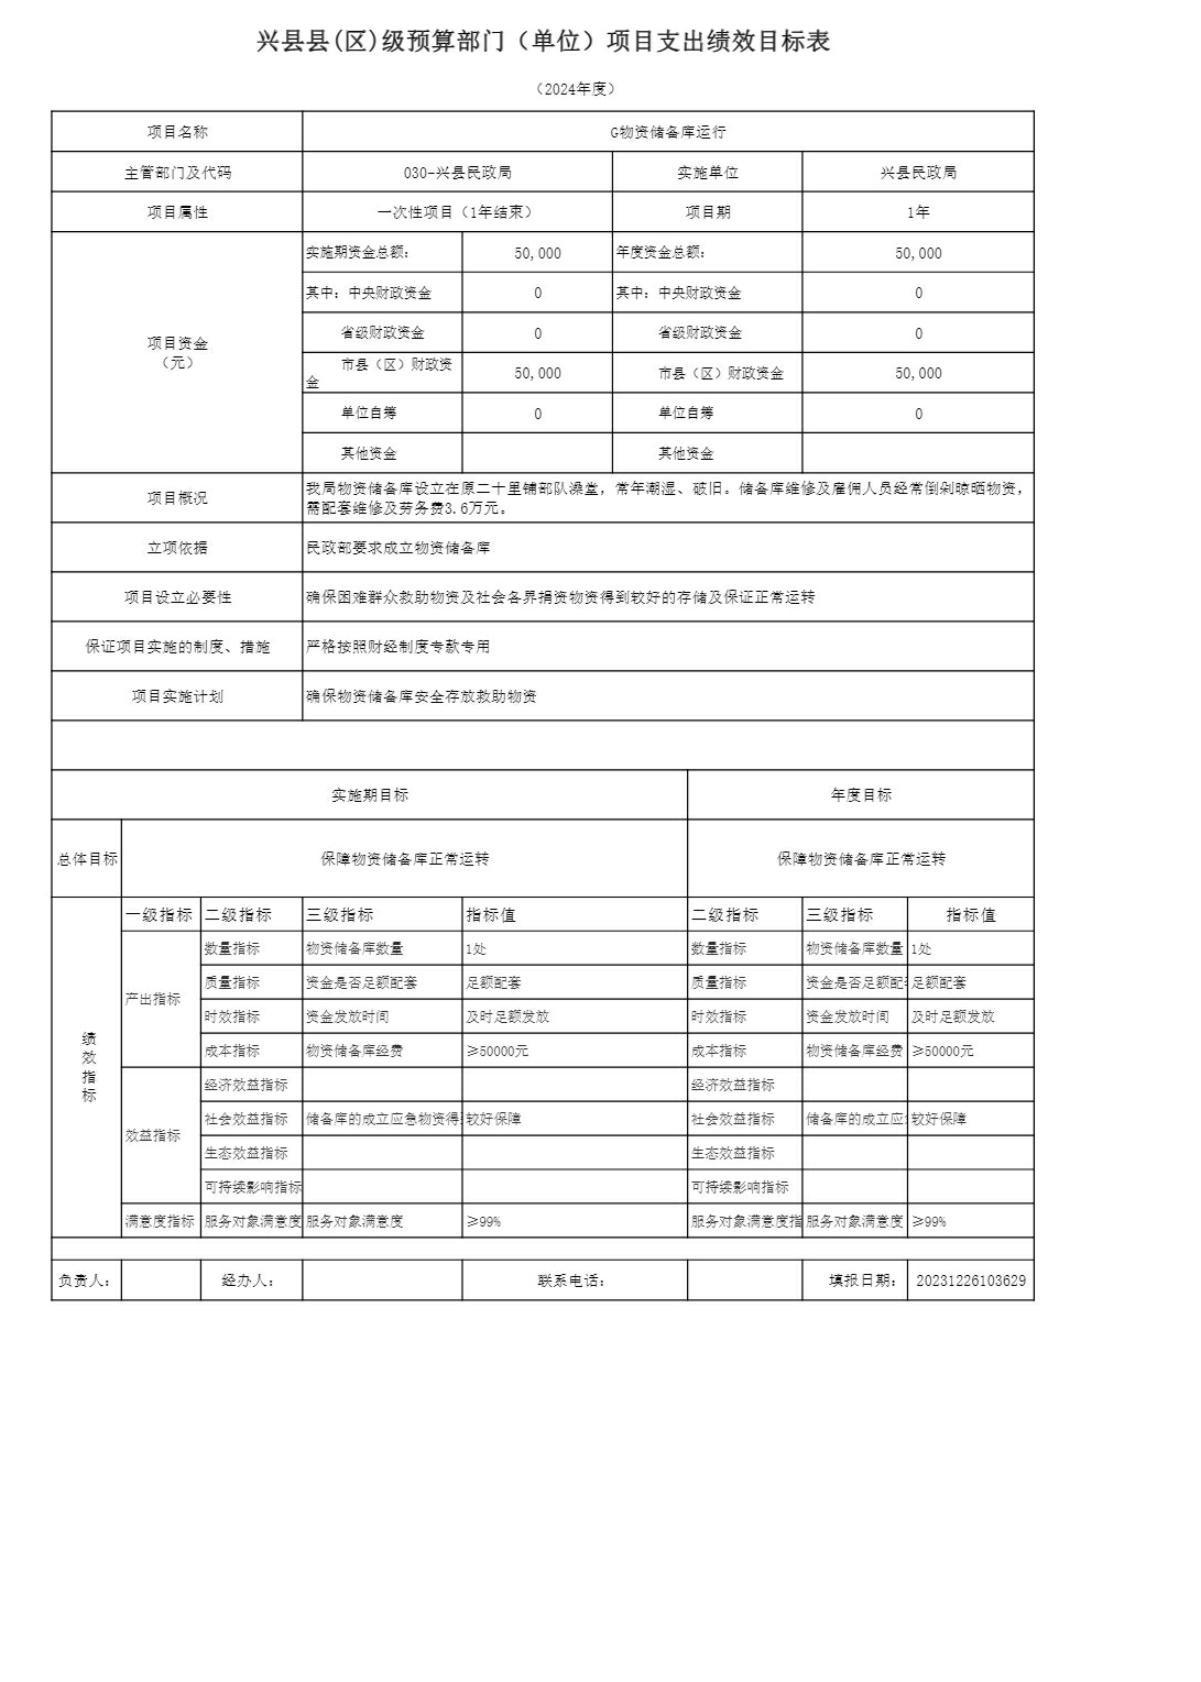 兴县县(区)级预算部门（单位）项目支出绩效目标表
（2024年度）
项目名称 G物资储备库运行
主管部门及代码 030-兴县民政局 实施单位 兴县民政局
项目属性 一次性项目（1年结束） 项目期 1年
项目资金
（元）
实施期资金总额： 50,000 年度资金总额： 50,000
其中：中央财政资金 0 其中：中央财政资金 0
省级财政资金 0 省级财政资金 0
市县（区）财政资
金 50,000 市县（区）财政资金 50,000
单位自筹 0 单位自筹 0
其他资金 其他资金
项目概况 我局物资储备库设立在原二十里铺部队澡堂，常年潮湿、破旧。储备库维修及雇佣人员经常倒剁晾晒物资，
需配套维修及劳务费3.6万元。
立项依据 民政部要求成立物资储备库
项目设立必要性 确保困难群众救助物资及社会各界捐资物资得到较好的存储及保证正常运转
保证项目实施的制度、措施 严格按照财经制度专款专用
项目实施计划 确保物资储备库安全存放救助物资
实施期目标 年度目标
总体目标 保障物资储备库正常运转 保障物资储备库正常运转
绩
效
指
标
一级指标 二级指标 三级指标 指标值 二级指标 三级指标 指标值
产出指标
数量指标 物资储备库数量 1处 数量指标 物资储备库数量 1处
质量指标 资金是否足额配套 足额配套 质量指标 资金是否足额配 足额配套
时效指标 资金发放时间 及时足额发放 时效指标 资金发放时间 及时足额发放
成本指标 物资储备库经费 ≥50000元 成本指标 物资储备库经费 ≥50000元
效益指标
经济效益指标 经济效益指标
社会效益指标 储备库的成立应急物资得 较好保障 社会效益指标 储备库的成立应 较好保障
生态效益指标 生态效益指标
可持续影响指标 可持续影响指标
满意度指标 服务对象满意度 服务对象满意度 ≥99% 服务对象满意度指 服务对象满意度 ≥99%
负责人： 经办人： 联系电话： 填报日期： 20231226103629